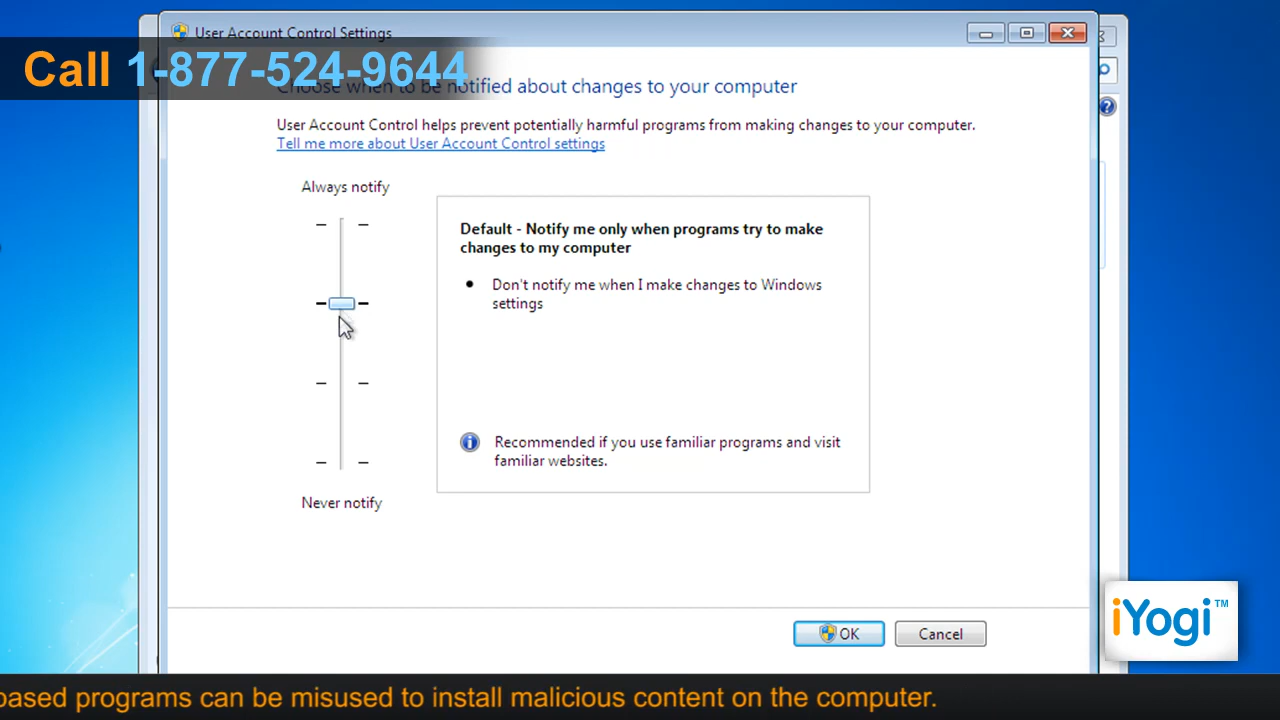 User Account Control Settings
Call 1-877-524-9644
Choose when to be notified about changes to your computer
User Account Control helps prevent potentially harmful programs from making changes to your computer.
Tell me more about User Account Control settings
Always notify
Default - Notify me only when programs try to make
changes to my computer
• Don't notify me when I make changes to Windows
settings
Recommended if you use familiar programs and visit
familiar websites.
Never notify
OK
Cancel
iYogi™
based programs can be misused to install malicious content on the computer.